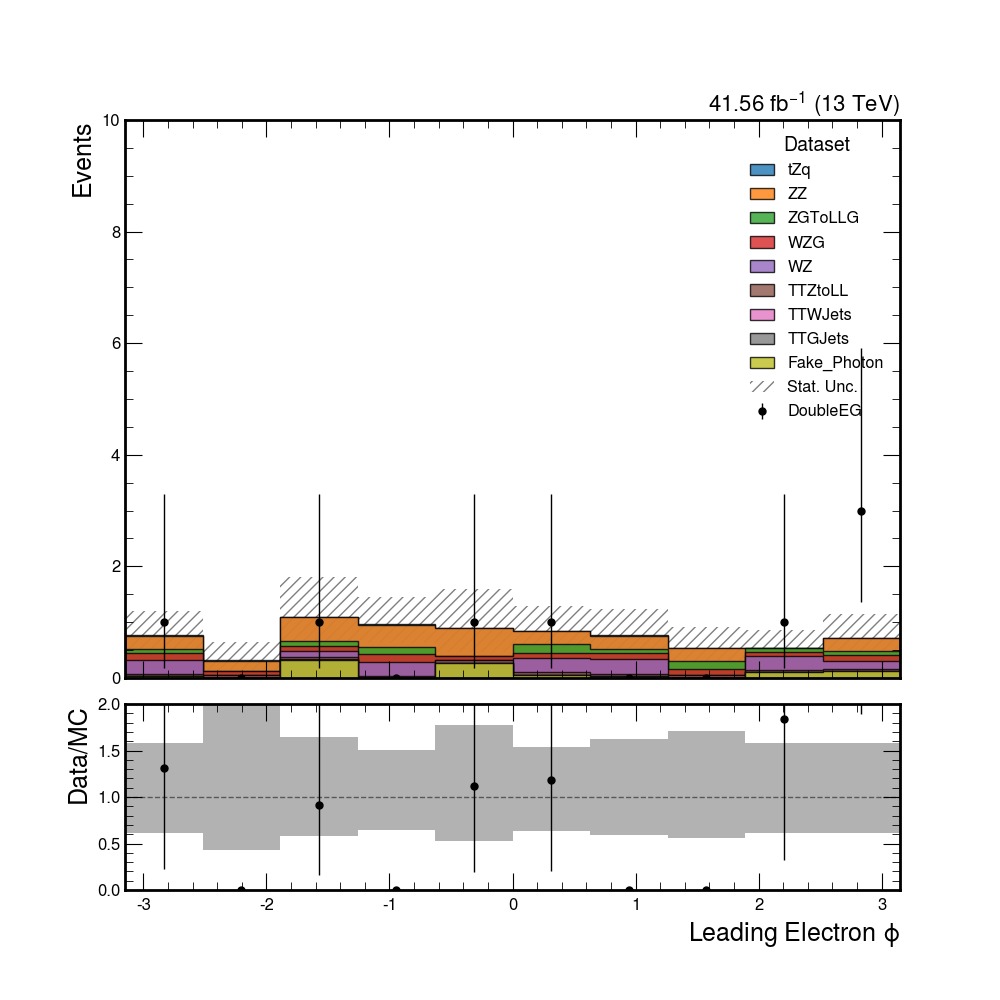 41.56 fb⁻¹ (13 TeV)
Events
10
8
6
4
2
0
Dataset
tZq
ZZ
ZGToLLG
WZG
WZ
TTZtoLL
TTWJets
TTGJets
Fake_Photon
Stat. Unc.
DoubleEG
Data/MC
2.0
1.5
1.0
0.5
0.0
-3 -2 -1 0 1 2 3
Leading Electron ϕ